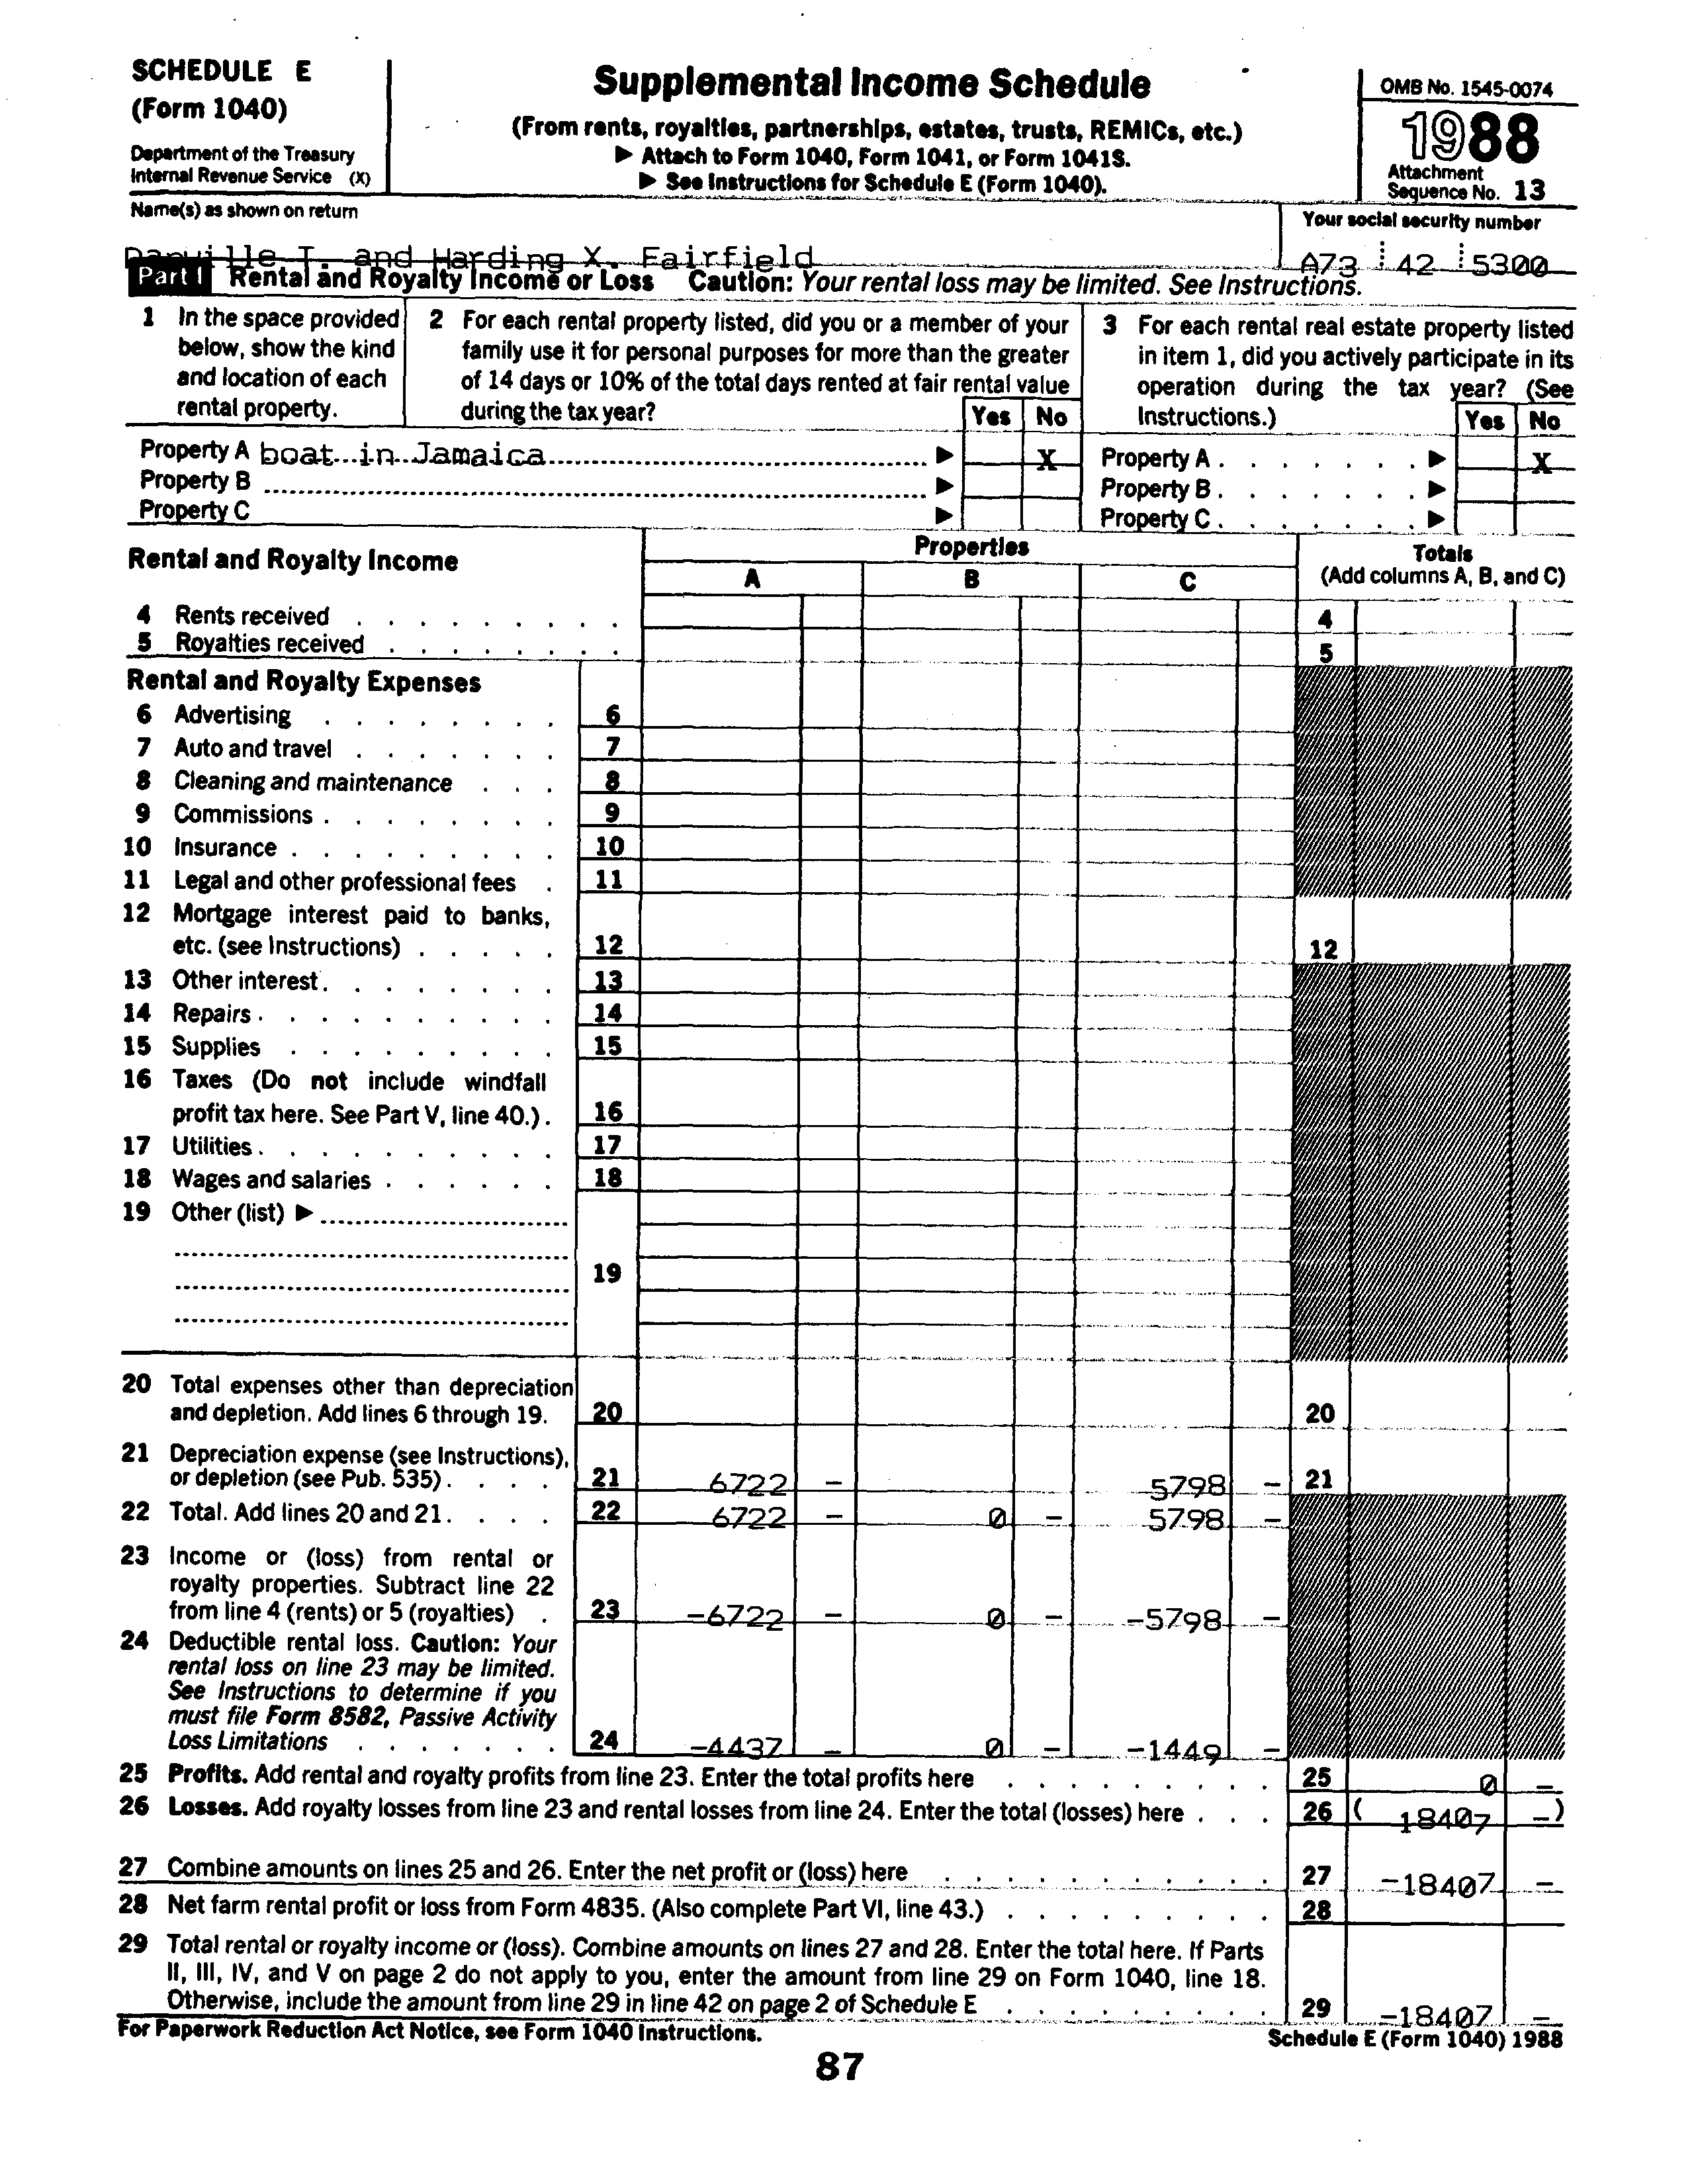 SCHEDULE E
(Form 1040)
Department of the Treasury
Internal Revenue Service (X)
Supplemental Income Schedule
(From rents, royalties, partnerships, estates, trusts, REMICs, etc.)
▶ Attach to Form 1040, Form 1041, or Form 1041S.
▶ See Instructions for Schedule E (Form 1040).
OMB No. 1545-0074
1988
Attachment
Sequence No. 13
Name(s) as shown on return
Your social security number
Danville T. and Harding X. Fairfield
A73 42 5300
Part I Rental and Royalty Income or Loss Caution: Your rental loss may be limited. See Instructions.
1 In the space provided
below, show the kind
and location of each
rental property.
2 For each rental property listed, did you or a member of your
family use it for personal purposes for more than the greater
of 14 days or 10% of the total days rented at fair rental value
during the tax year? Yes No
3 For each rental real estate property listed
in item 1, did you actively participate in its
operation during the tax year? (See
Instructions.) Yes No
Property A boat in Jamaica ▶ X Property A ▶ X
Property B ▶ Property B ▶
Property C ▶ Property C ▶
Rental and Royalty Income
Properties
A B C
Totals
(Add columns A, B, and C)
4 Rents received 4
5 Royalties received 5
Rental and Royalty Expenses
6 Advertising 6
7 Auto and travel 7
8 Cleaning and maintenance 8
9 Commissions 9
10 Insurance 10
11 Legal and other professional fees 11
12 Mortgage interest paid to banks,
etc. (see Instructions) 12 12
13 Other interest 13
14 Repairs 14
15 Supplies 15
16 Taxes (Do not include windfall
profit tax here. See Part V, line 40.) 16
17 Utilities 17
18 Wages and salaries 18
19 Other (list) ▶
19
20 Total expenses other than depreciation
and depletion. Add lines 6 through 19. 20 20
21 Depreciation expense (see Instructions),
or depletion (see Pub. 535) 21 6722 - 5798 - 21
22 Total. Add lines 20 and 21 22 6722 - 0 - 5798 -
23 Income or (loss) from rental or
royalty properties. Subtract line 22
from line 4 (rents) or 5 (royalties) 23 -6722 - 0 - -5798 -
24 Deductible rental loss. Caution: Your
rental loss on line 23 may be limited.
See Instructions to determine if you
must file Form 8582, Passive Activity
Loss Limitations 24 -4437 - 0 - -1449 -
25 Profits. Add rental and royalty profits from line 23. Enter the total profits here 25 0 -
26 Losses. Add royalty losses from line 23 and rental losses from line 24. Enter the total (losses) here 26 ( 18407 - )
27 Combine amounts on lines 25 and 26. Enter the net profit or (loss) here 27 -18407 -
28 Net farm rental profit or loss from Form 4835. (Also complete Part VI, line 43.) 28
29 Total rental or royalty income or (loss). Combine amounts on lines 27 and 28. Enter the total here. If Parts
II, III, IV, and V on page 2 do not apply to you, enter the amount from line 29 on Form 1040, line 18.
Otherwise, include the amount from line 29 in line 42 on page 2 of Schedule E 29 -18407 -
For Paperwork Reduction Act Notice, see Form 1040 Instructions.
Schedule E (Form 1040) 1988
87